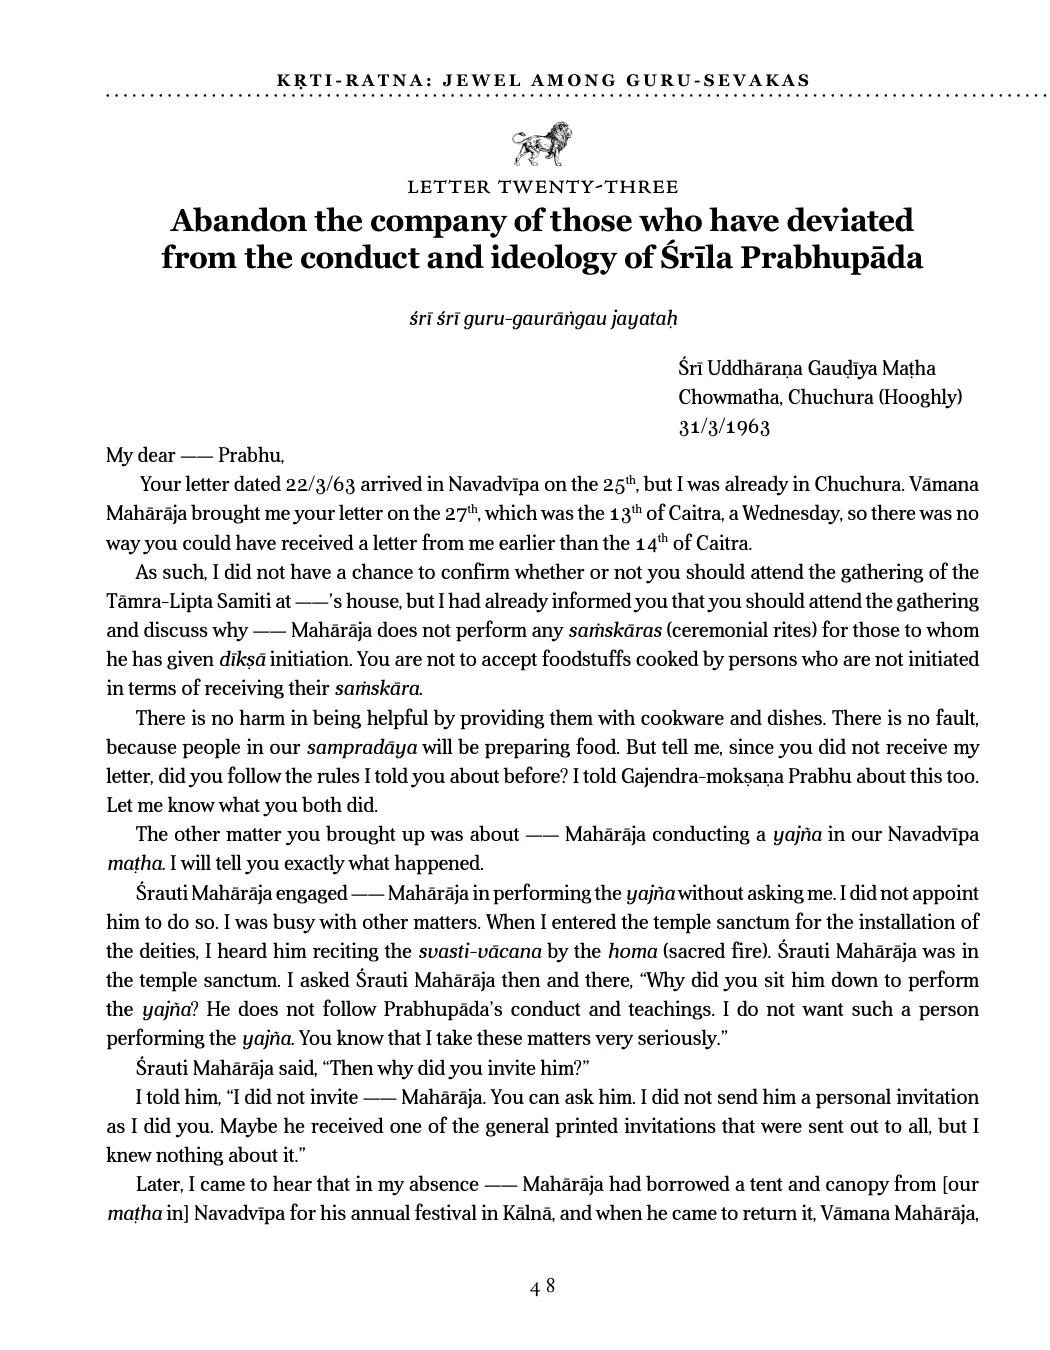 KṚTI-RATNA: JEWEL AMONG GURU-SEVAKAS
LETTER TWENTY-THREE
Abandon the company of those who have deviated
from the conduct and ideology of Śrīla Prabhupāda
śrī śrī guru-gaurāṅgau jayataḥ
Śrī Uddhāraṇa Gauḍīya Maṭha
Chowmatha, Chuchura (Hooghly)
31/3/1963
My dear —— Prabhu,
Your letter dated 22/3/63 arrived in Navadvīpa on the 25th, but I was already in Chuchura. Vāmana
Mahārāja brought me your letter on the 27th, which was the 13th of Caitra, a Wednesday, so there was no
way you could have received a letter from me earlier than the 14th of Caitra.
As such, I did not have a chance to confirm whether or not you should attend the gathering of the
Tāmra-Lipta Samiti at ——’s house, but I had already informed you that you should attend the gathering
and discuss why —— Mahārāja does not perform any saṁskāras (ceremonial rites) for those to whom
he has given dīkṣā initiation. You are not to accept foodstuffs cooked by persons who are not initiated
in terms of receiving their saṁskāra.
There is no harm in being helpful by providing them with cookware and dishes. There is no fault,
because people in our sampradāya will be preparing food. But tell me, since you did not receive my
letter, did you follow the rules I told you about before? I told Gajendra-mokṣaṇa Prabhu about this too.
Let me know what you both did.
The other matter you brought up was about —— Mahārāja conducting a yajña in our Navadvīpa
maṭha. I will tell you exactly what happened.
Śrauti Mahārāja engaged —— Mahārāja in performing the yajña without asking me. I did not appoint
him to do so. I was busy with other matters. When I entered the temple sanctum for the installation of
the deities, I heard him reciting the svasti-vācana by the homa (sacred fire). Śrauti Mahārāja was in
the temple sanctum. I asked Śrauti Mahārāja then and there, “Why did you sit him down to perform
the yajña? He does not follow Prabhupāda’s conduct and teachings. I do not want such a person
performing the yajña. You know that I take these matters very seriously.”
Śrauti Mahārāja said, “Then why did you invite him?”
I told him, “I did not invite —— Mahārāja. You can ask him. I did not send him a personal invitation
as I did you. Maybe he received one of the general printed invitations that were sent out to all, but I
knew nothing about it.”
Later, I came to hear that in my absence —— Mahārāja had borrowed a tent and canopy from [our
maṭha in] Navadvīpa for his annual festival in Kālnā, and when he came to return it, Vāmana Mahārāja,
48